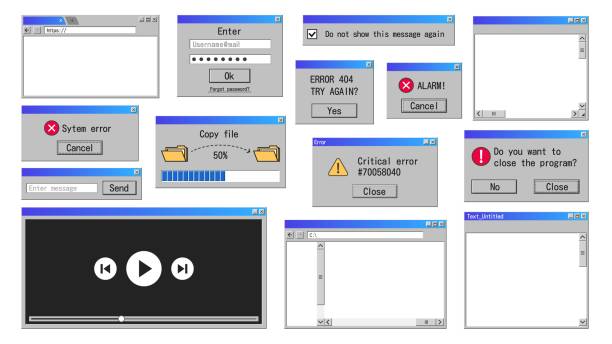 https://
Enter
Username@mail
Ok
Forgot password?
Do not show this message again
ERROR 404
TRY AGAIN?
Yes
ALARM!
Cancel
Sytem error
Cancel
Copy file
50%
Error
Critical error
#70058040
Close
Do you want to
close the program?
No
Close
Enter message
Send
C:\
Text_Untitled